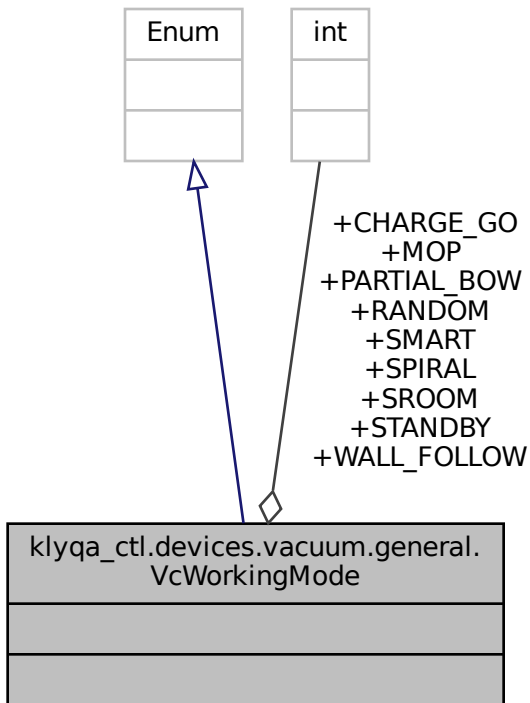 Enum
int
+CHARGE_GO
+MOP
+PARTIAL_BOW
+RANDOM
+SMART
+SPIRAL
+SROOM
+STANDBY
+WALL_FOLLOW
klyqa_ctl.devices.vacuum.general.
VcWorkingMode